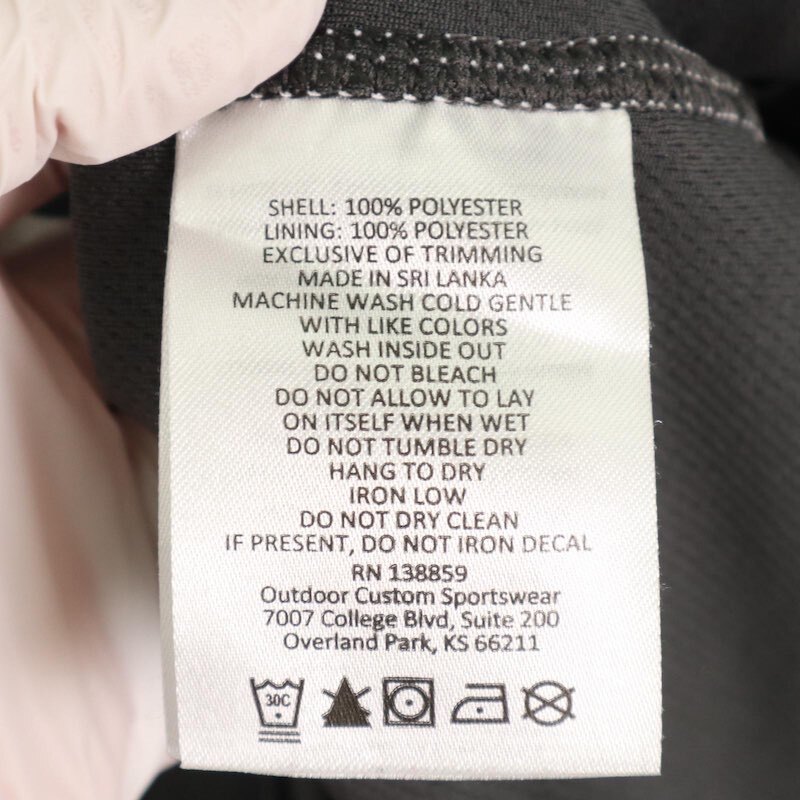 SHELL: 100% POLYESTER
LINING: 100% POLYESTER
EXCLUSIVE OF TRIMMING
MADE IN SRI LANKA
MACHINE WASH COLD GENTLE
WITH LIKE COLORS
WASH INSIDE OUT
DO NOT BLEACH
DO NOT ALLOW TO LAY
ON ITSELF WHEN WET
DO NOT TUMBLE DRY
HANG TO DRY
IRON LOW
DO NOT DRY CLEAN
IF PRESENT, DO NOT IRON DECAL
RN 138859
Outdoor Custom Sportswear
7007 College Blvd, Suite 200
Overland Park, KS 66211
30C